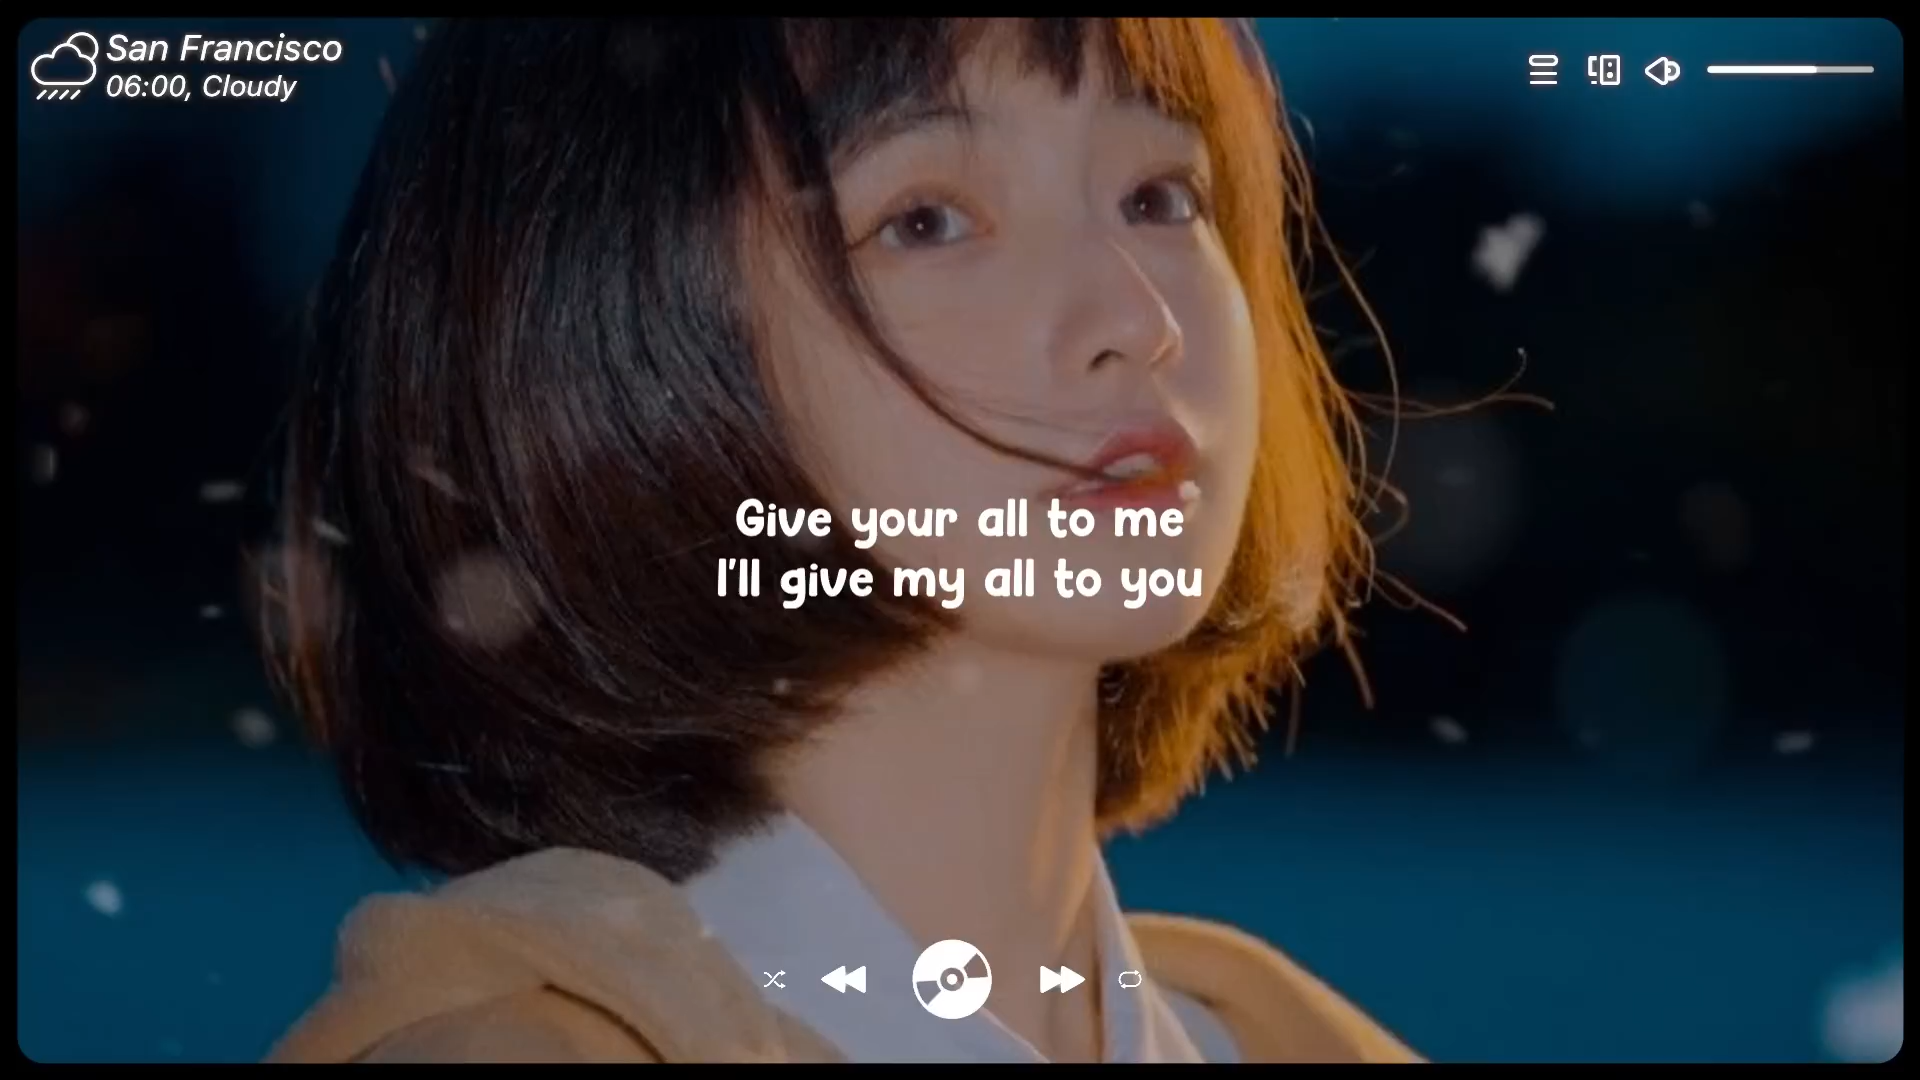 San Francisco
06:00, Cloudy
Give your all to me
I'll give my all to you